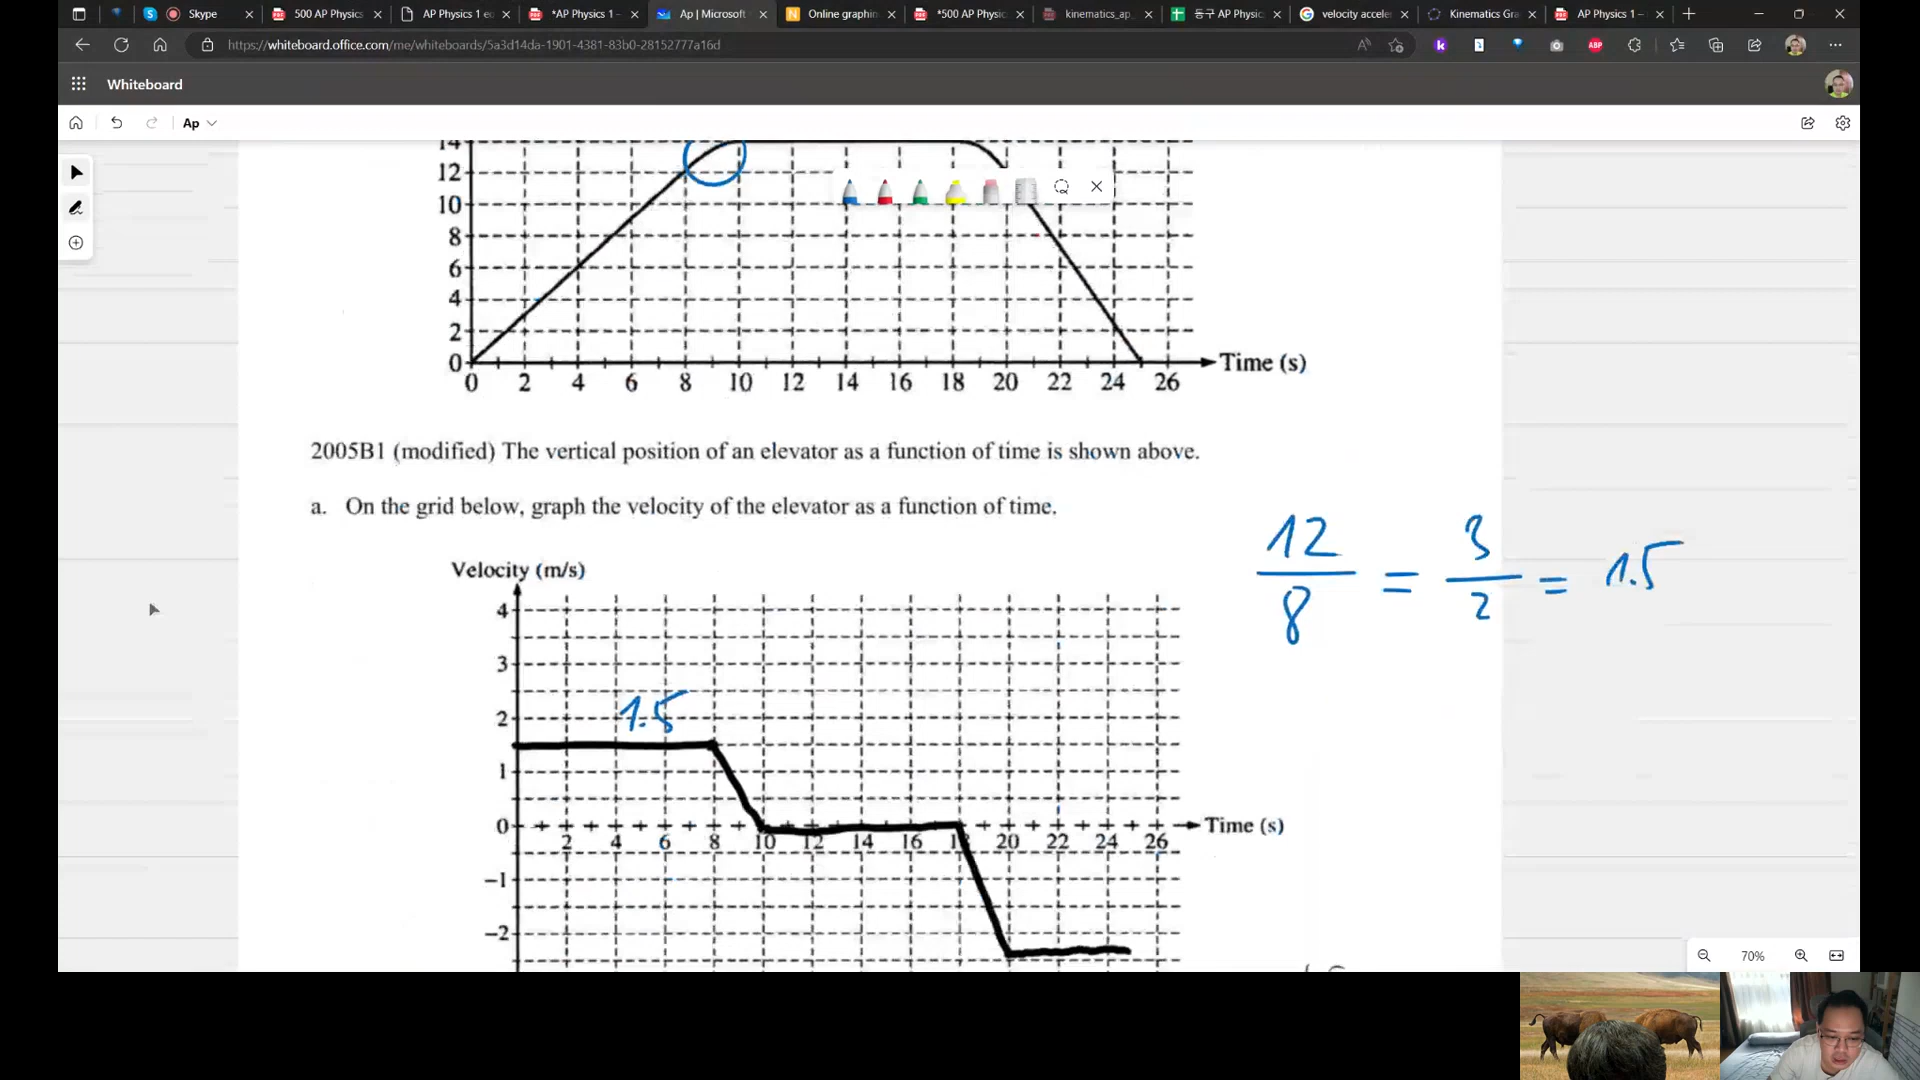 Skype
500 AP Physics
AP Physics 1 e
*AP Physics 1 –
Ap | Microsoft
Online graphin
*500 AP Physic
kinematics_ap_
동구 AP Physic
velocity accele
Kinematics Gra
AP Physics 1 –
https://whiteboard.office.com/me/whiteboards/5a3d14da-1901-4381-83b0-28152777a16d
Whiteboard
Ap
14
12
10
8
6
4
2
0
0 2 4 6 8 10 12 14 16 18 20 22 24 26
Time (s)
2005B1 (modified) The vertical position of an elevator as a function of time is shown above.
a. On the grid below, graph the velocity of the elevator as a function of time.
12/8 = 3/2 = 1.5
Velocity (m/s)
4
3
2
1.5
1
0
Time (s)
2 4 6 8 10 12 14 16 18 20 22 24 26
−1
−2
70%